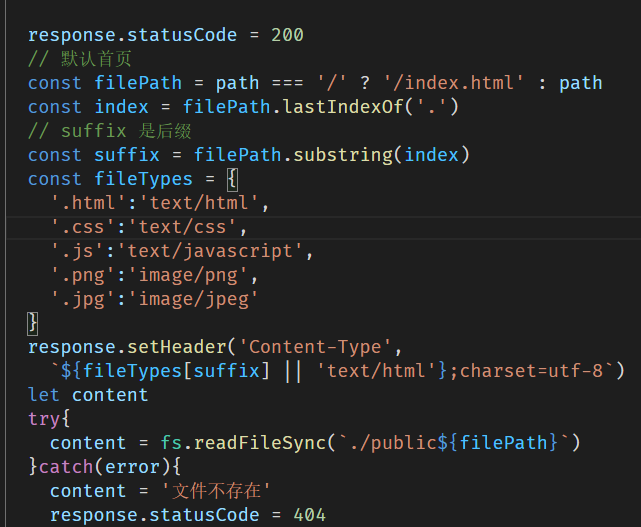 response.statusCode = 200
// 默认首页
const filePath = path === '/' ? '/index.html' : path
const index = filePath.lastIndexOf('.')
// suffix 是后缀
const suffix = filePath.substring(index)
const fileTypes = {
'.html':'text/html',
'.css':'text/css',
'.js':'text/javascript',
'.png':'image/png',
'.jpg':'image/jpeg'
}
response.setHeader('Content-Type',
`${fileTypes[suffix] || 'text/html'};charset=utf-8`)
let content
try{
content = fs.readFileSync(`./public${filePath}`)
}catch(error){
content = '文件不存在'
response.statusCode = 404